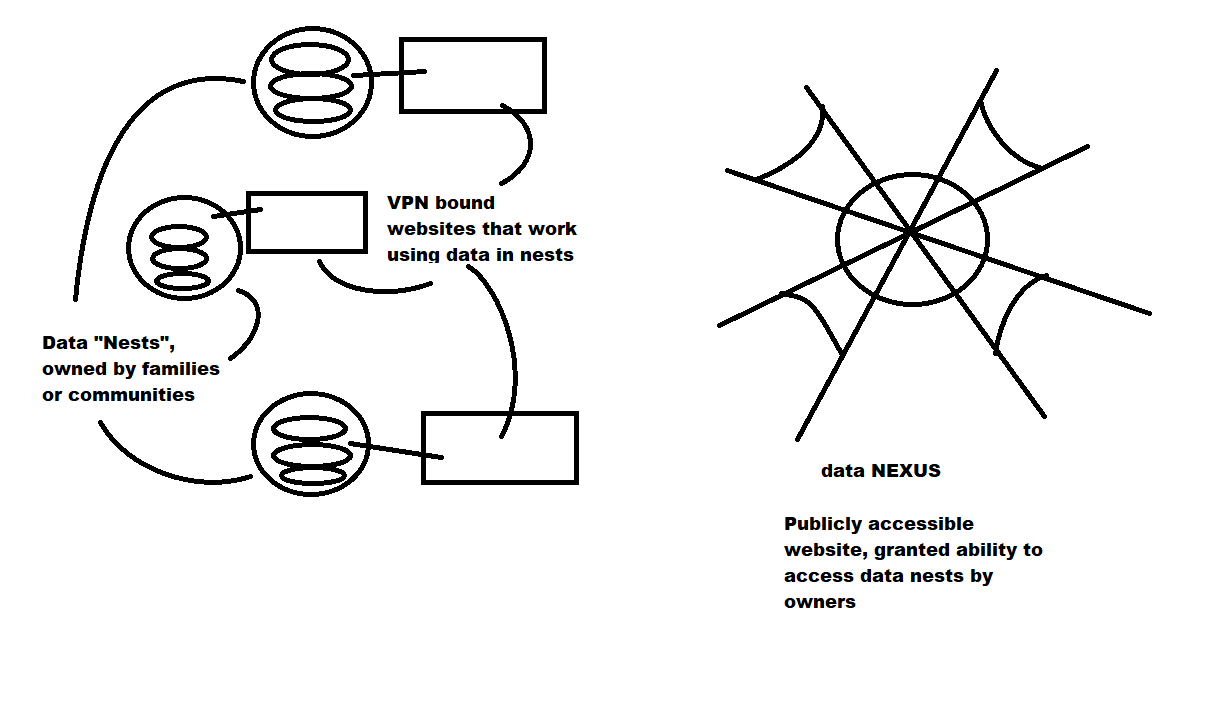 VPN bound
websites that work
using data in nests
Data "Nests",
owned by families
or communities
data NEXUS
Publicly accessible
website, granted ability to
access data nests by
owners